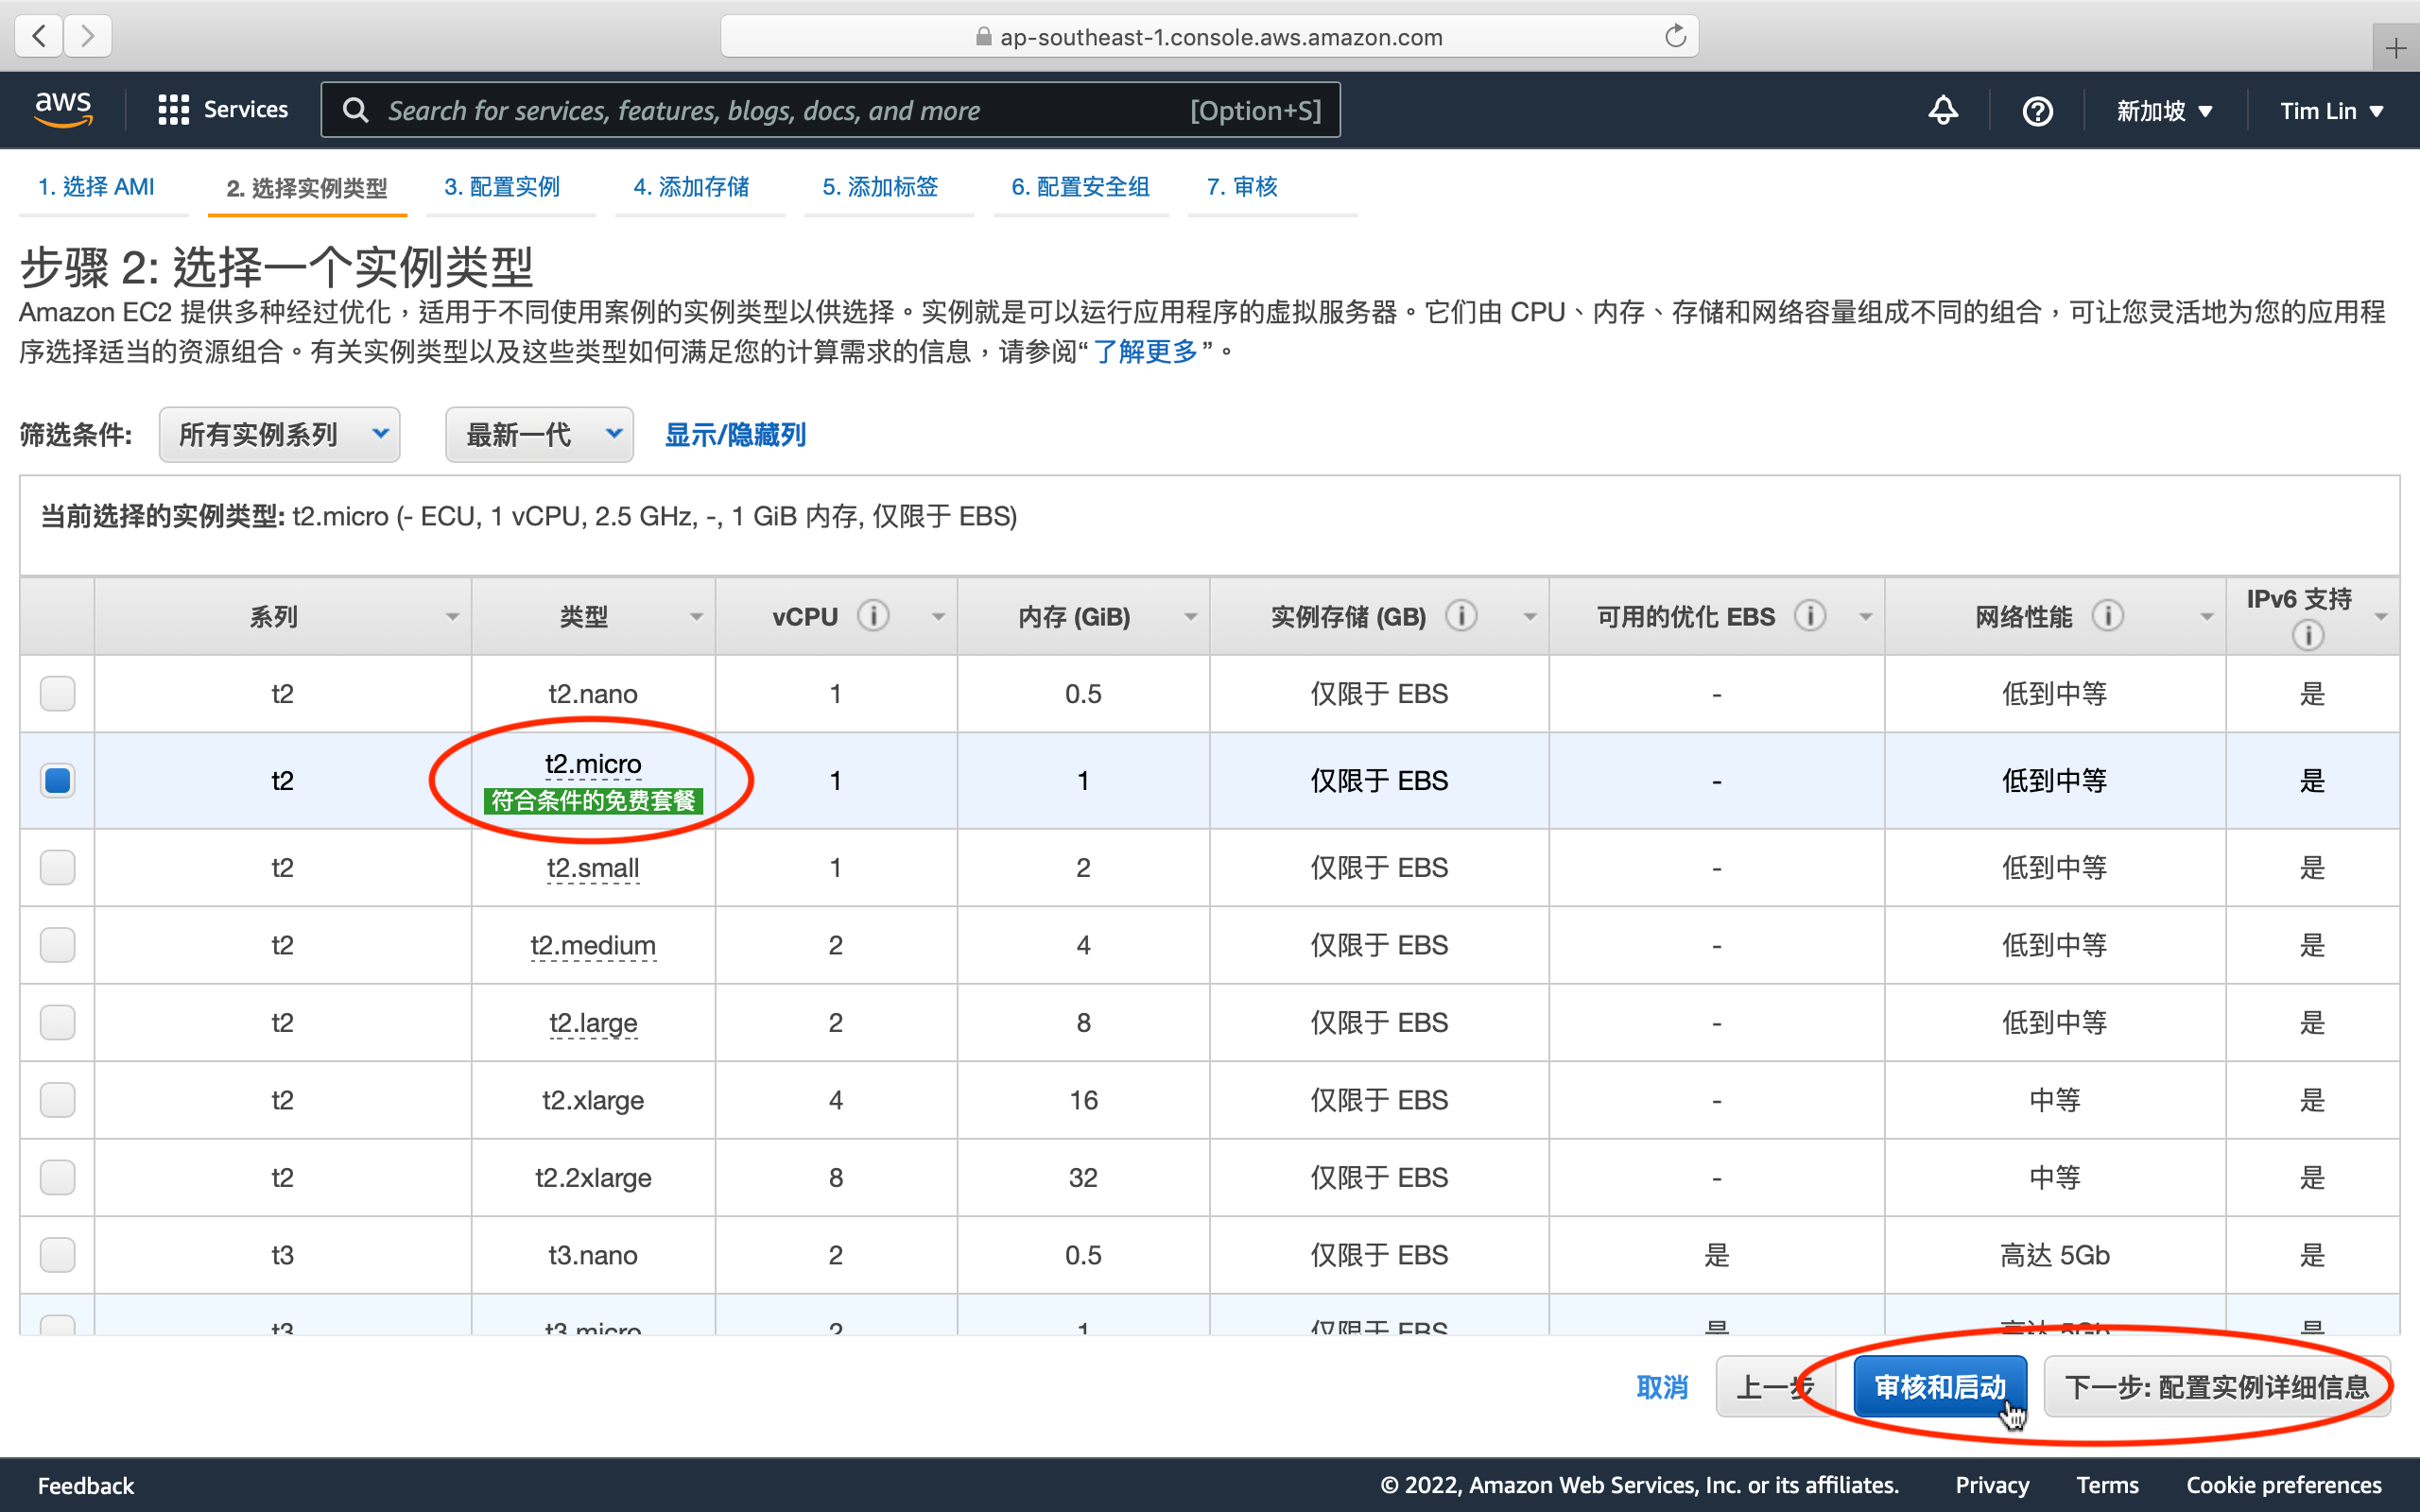 ap-southeast-1.console.aws.amazon.com
aws
Services
Search for services, features, blogs, docs, and more
[Option+S]
新加坡
Tim Lin
1. 选择 AMI
2. 选择实例类型
3. 配置实例
4. 添加存储
5. 添加标签
6. 配置安全组
7. 审核
步骤 2: 选择一个实例类型
Amazon EC2 提供多种经过优化，适用于不同使用案例的实例类型以供选择。实例就是可以运行应用程序的虚拟服务器。它们由 CPU、内存、存储和网络容量组成不同的组合，可让您灵活地为您的应用程
序选择适当的资源组合。有关实例类型以及这些类型如何满足您的计算需求的信息，请参阅“了解更多”。
筛选条件:
所有实例系列
最新一代
显示/隐藏列
当前选择的实例类型: t2.micro (- ECU, 1 vCPU, 2.5 GHz, -, 1 GiB 内存, 仅限于 EBS)
系列 类型 vCPU 内存 (GiB) 实例存储 (GB) 可用的优化 EBS 网络性能 IPv6 支持
t2 t2.nano 1 0.5 仅限于 EBS - 低到中等 是
t2 t2.micro 1 1 仅限于 EBS - 低到中等 是
符合条件的免费套餐
t2 t2.small 1 2 仅限于 EBS - 低到中等 是
t2 t2.medium 2 4 仅限于 EBS - 低到中等 是
t2 t2.large 2 8 仅限于 EBS - 低到中等 是
t2 t2.xlarge 4 16 仅限于 EBS - 中等 是
t2 t2.2xlarge 8 32 仅限于 EBS - 中等 是
t3 t3.nano 2 0.5 仅限于 EBS 是 高达 5Gb 是
t3 t3.micro 2 1 仅限于 EBS 是 高达 5Gb 是
取消
上一步
审核和启动
下一步: 配置实例详细信息
Feedback
© 2022, Amazon Web Services, Inc. or its affiliates.
Privacy
Terms
Cookie preferences